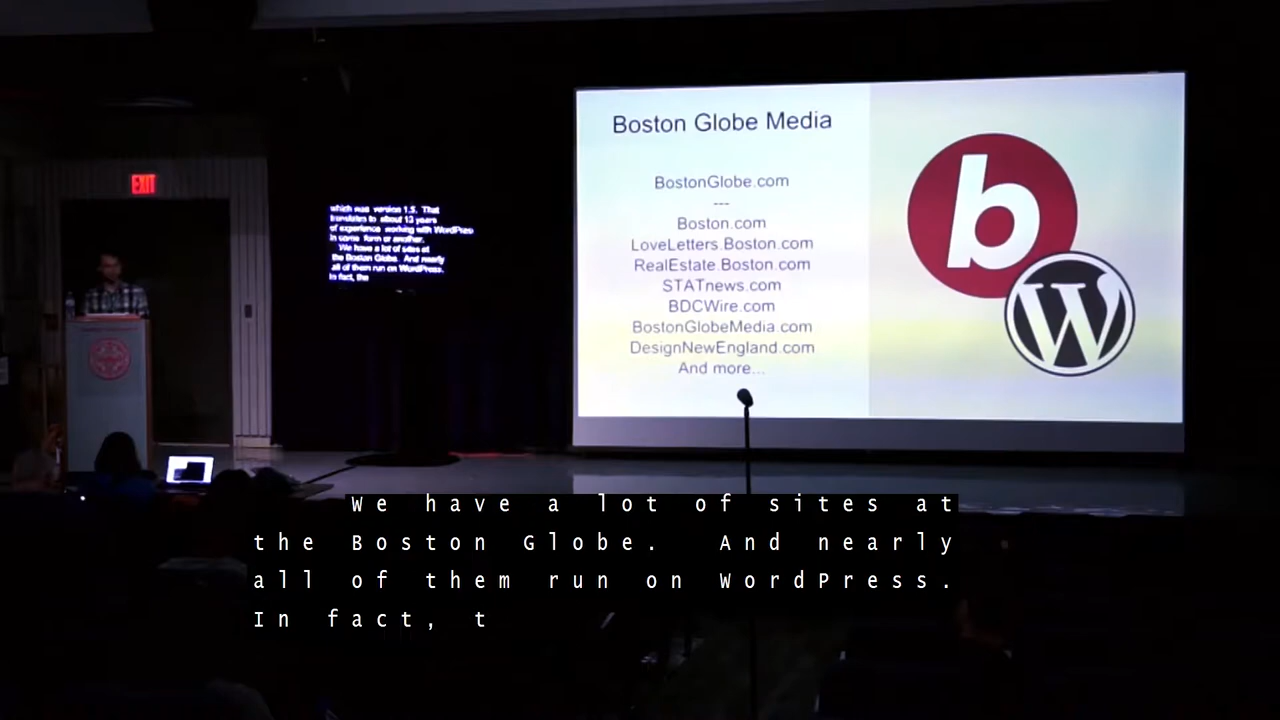 EXIT
which was version 1.5. That
translates to about 13 years
of experience working with WordPress
in some form or another.
We have a lot of sites at
the Boston Globe. And nearly
all of them run on WordPress.
In fact, the
Boston Globe Media
BostonGlobe.com
---
Boston.com
LoveLetters.Boston.com
RealEstate.Boston.com
STATnews.com
BDCWire.com
BostonGlobeMedia.com
DesignNewEngland.com
And more...
b
W
We have a lot of sites at
the Boston Globe. And nearly
all of them run on WordPress.
In fact, t